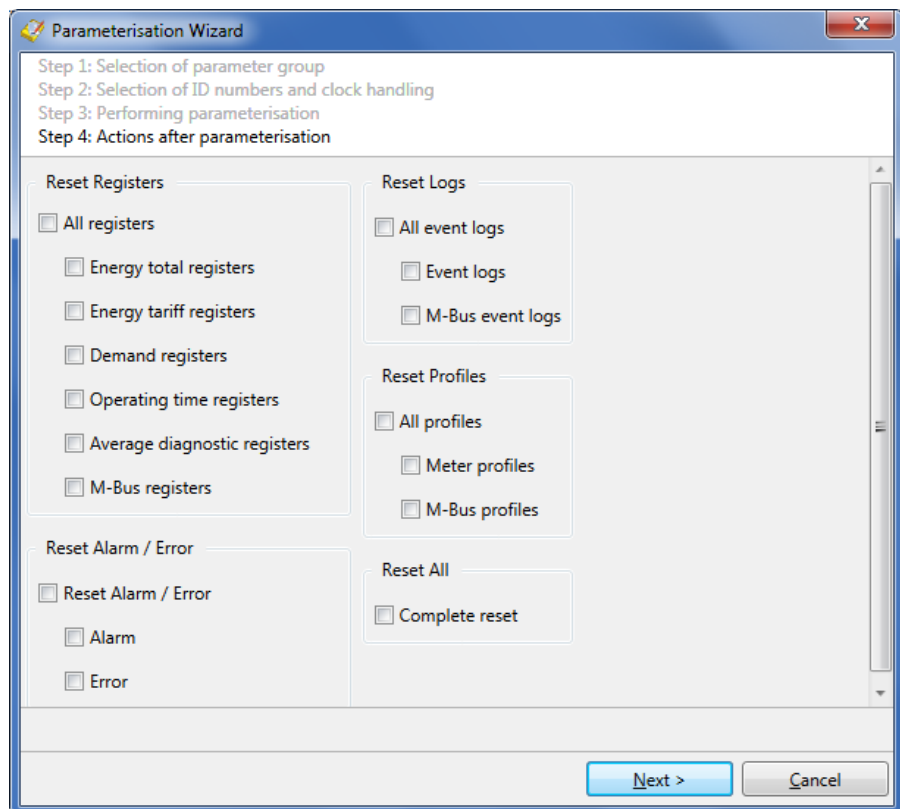 Parameterisation Wizard
Step 1: Selection of parameter group
Step 2: Selection of ID numbers and clock handling
Step 3: Performing parameterisation
Step 4: Actions after parameterisation
Reset Registers
All registers
Energy total registers
Energy tariff registers
Demand registers
Operating time registers
Average diagnostic registers
M-Bus registers
Reset Alarm / Error
Reset Alarm / Error
Alarm
Error
Reset Logs
All event logs
Event logs
M-Bus event logs
Reset Profiles
All profiles
Meter profiles
M-Bus profiles
Reset All
Complete reset
Next >
Cancel